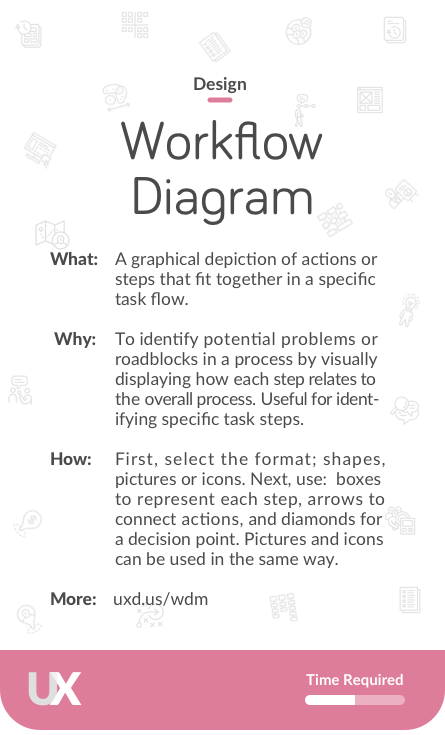 Design
Workflow
Diagram
What: A graphical depiction of actions or
steps that fit together in a specific
task flow.
Why: To identify potential problems or
roadblocks in a process by visually
displaying how each step relates to
the overall process. Useful for ident-
ifying specific task steps.
How: First, select the format; shapes,
pictures or icons. Next, use: boxes
to represent each step, arrows to
connect actions, and diamonds for
a decision point. Pictures and icons
can be used in the same way.
More: uxd.us/wdm
UX
Time Required